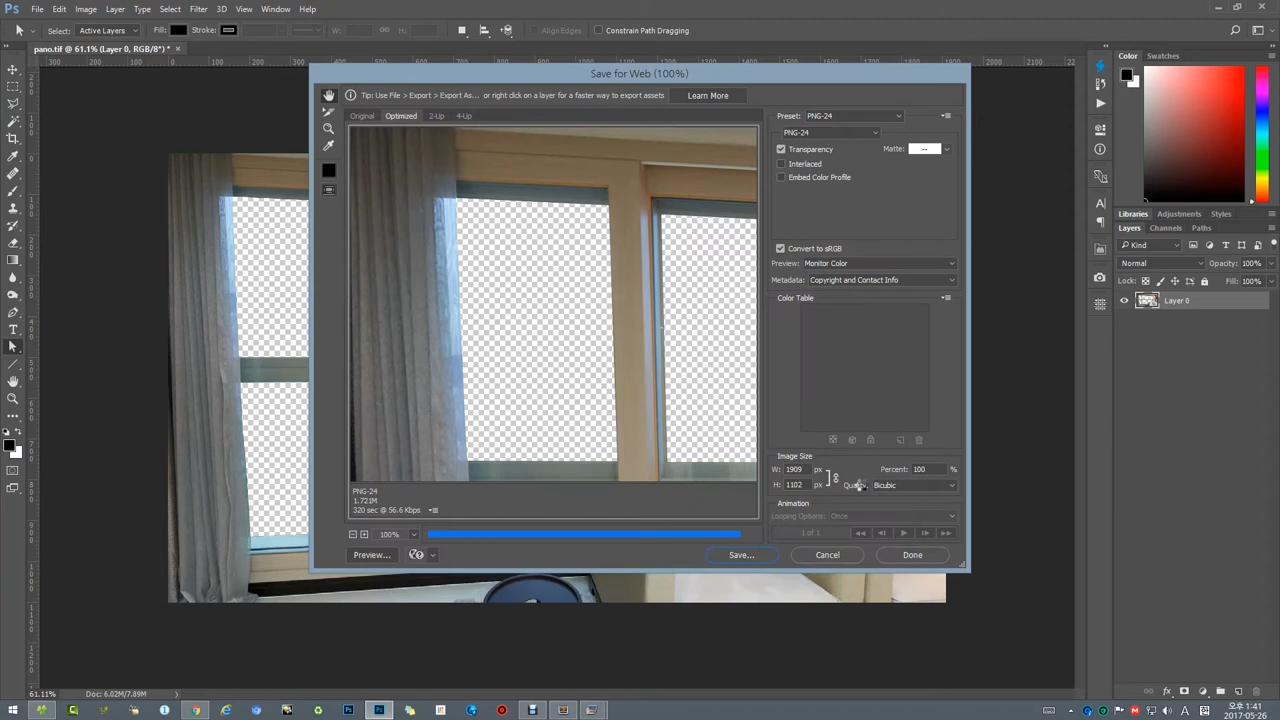 Ps File Edit Image Layer Type Select Filter 3D View Window Help
Select: Active Layers Fill: Stroke: W: H: Align Edges Constrain Path Dragging
pano.tif @ 61.1% (Layer 0, RGB/8*) * ×
Save for Web (100%)
Tip: Use File > Export > Export As... or right click on a layer for a faster way to export assets Learn More
Original Optimized 2-Up 4-Up
Preset: PNG-24
PNG-24
Transparency Matte: --
Interlaced
Embed Color Profile
Convert to sRGB
Preview: Monitor Color
Metadata: Copyright and Contact Info
Color Table
Image Size
W: 1909 px Percent: 100 %
H: 1102 px Quality: Bicubic
Animation
Looping Options: Once
1 of 1
PNG-24
1.721M
320 sec @ 56.6 Kbps
100%
Preview... Save... Cancel Done
Color Swatches
Libraries Adjustments Styles
Layers Channels Paths
Kind
Normal Opacity: 100%
Lock: Fill: 100%
Layer 0
61.11% Doc: 6.02M/7.89M
오후 1:41
2017-05-26